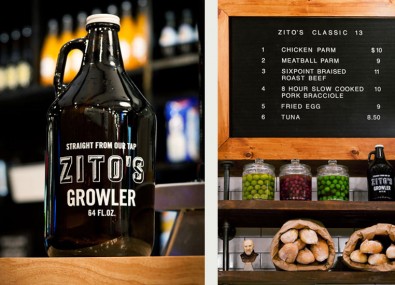 STRAIGHT FROM OUR TAP
ZITO'S
GROWLER
64 FL.OZ.
ZITO'S CLASSIC 13
1 CHICKEN PARM $10
2 MEATBALL PARM 9
3 SIXPOINT BRAISED 11
ROAST BEEF
4 8 HOUR SLOW COOKED 10
PORK BRACCIOLE
5 FRIED EGG 9
6 TUNA 8.50
ZITO'S
GROWLER